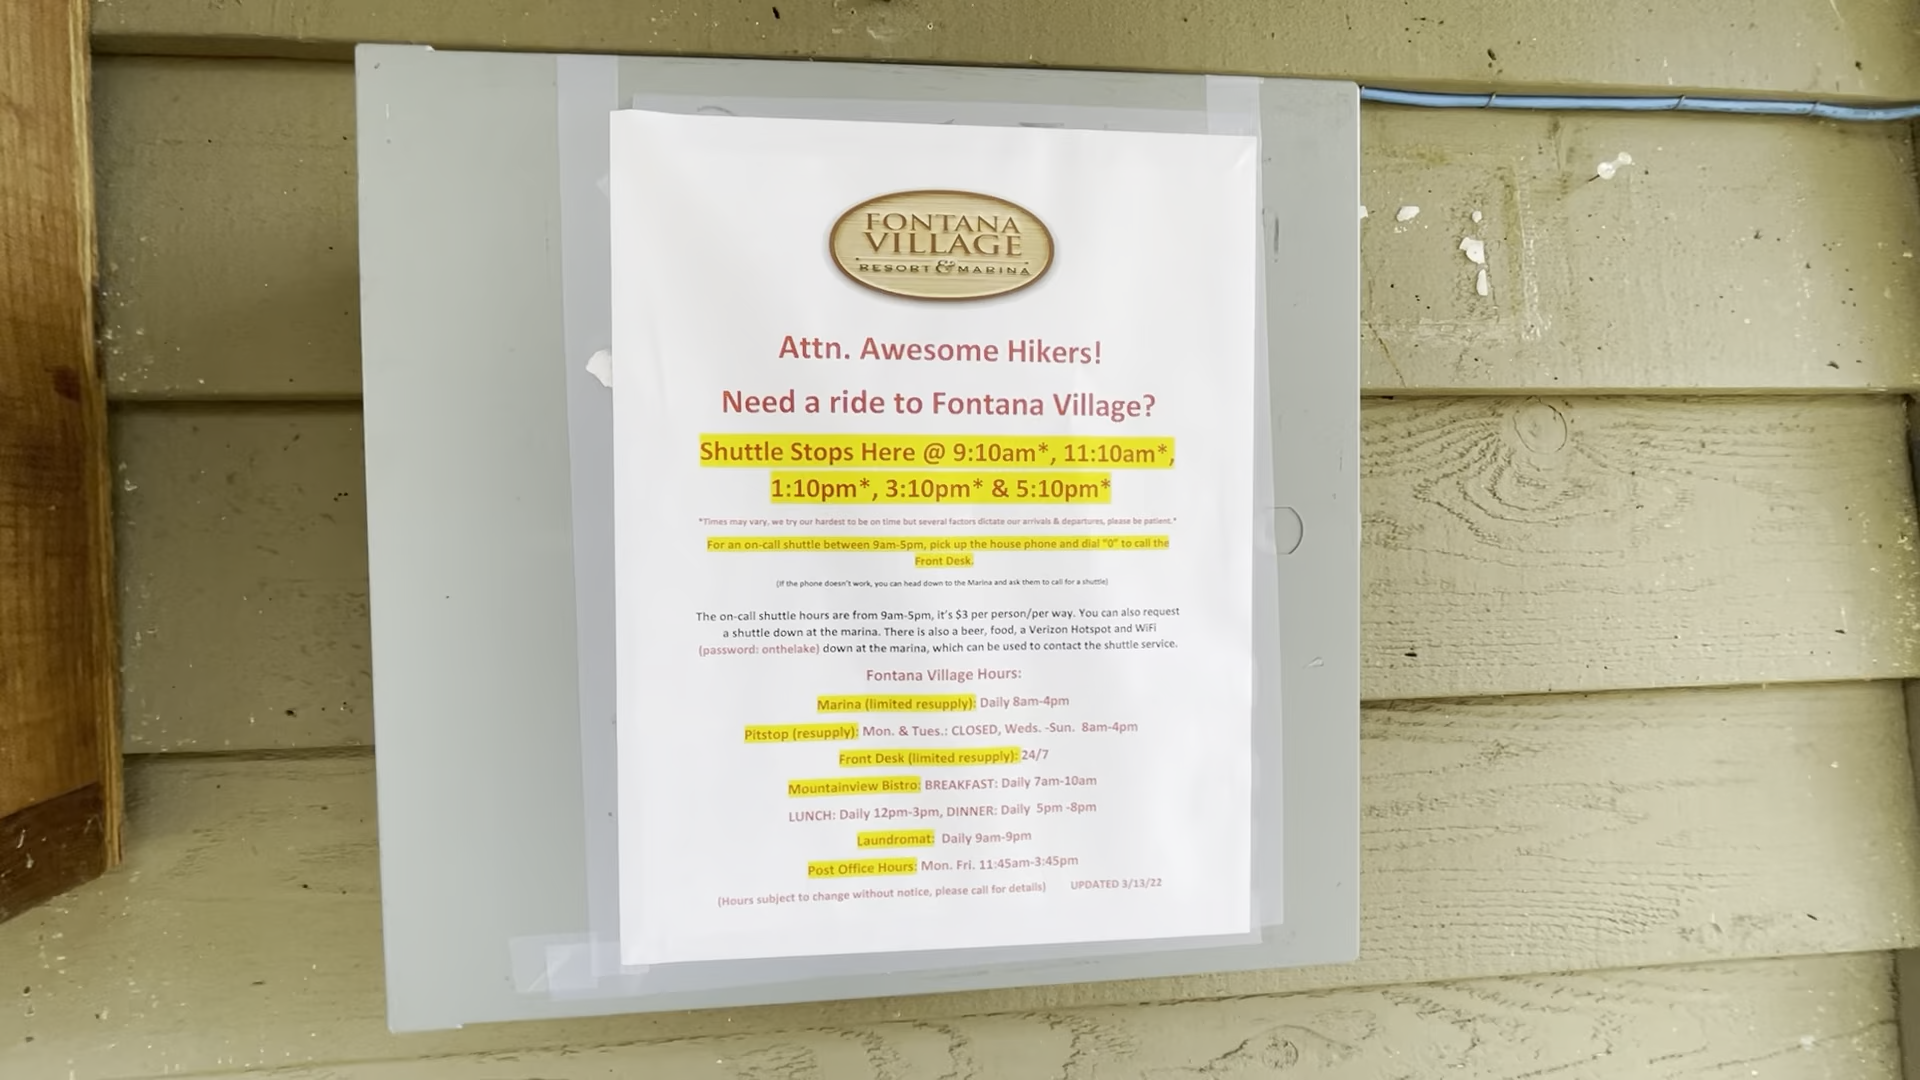 FONTANA
VILLAGE
RESORT & MARINA
Attn. Awesome Hikers!
Need a ride to Fontana Village?
Shuttle Stops Here @ 9:10am*, 11:10am*,
1:10pm*, 3:10pm* & 5:10pm*
*Times may vary, we try our hardest to be on time but several factors dictate our arrivals & departures, please be patient.*
For an on-call shuttle between 9am-5pm, pick up the house phone and dial "0" to call the
Front Desk.
(If the phone doesn't work, you can head down to the Marina and ask them to call for a shuttle)
The on-call shuttle hours are from 9am-5pm, it's $3 per person/per way. You can also request
a shuttle down at the marina. There is also a beer, food, a Verizon Hotspot and WiFi
(password: onthelake) down at the marina, which can be used to contact the shuttle service.
Fontana Village Hours:
Marina (limited resupply): Daily 8am-4pm
Pitstop (resupply): Mon. & Tues.: CLOSED, Weds. -Sun. 8am-4pm
Front Desk (limited resupply): 24/7
Mountainview Bistro: BREAKFAST: Daily 7am-10am
LUNCH: Daily 12pm-3pm, DINNER: Daily 5pm -8pm
Laundromat: Daily 9am-9pm
Post Office Hours: Mon. Fri. 11:45am-3:45pm
(Hours subject to change without notice, please call for details) UPDATED 3/13/22